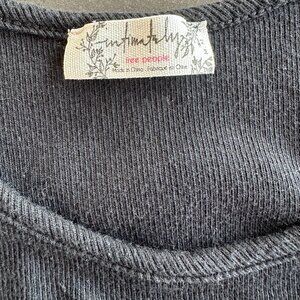 intimately
free people
Made in China . Fabriqué en Chine